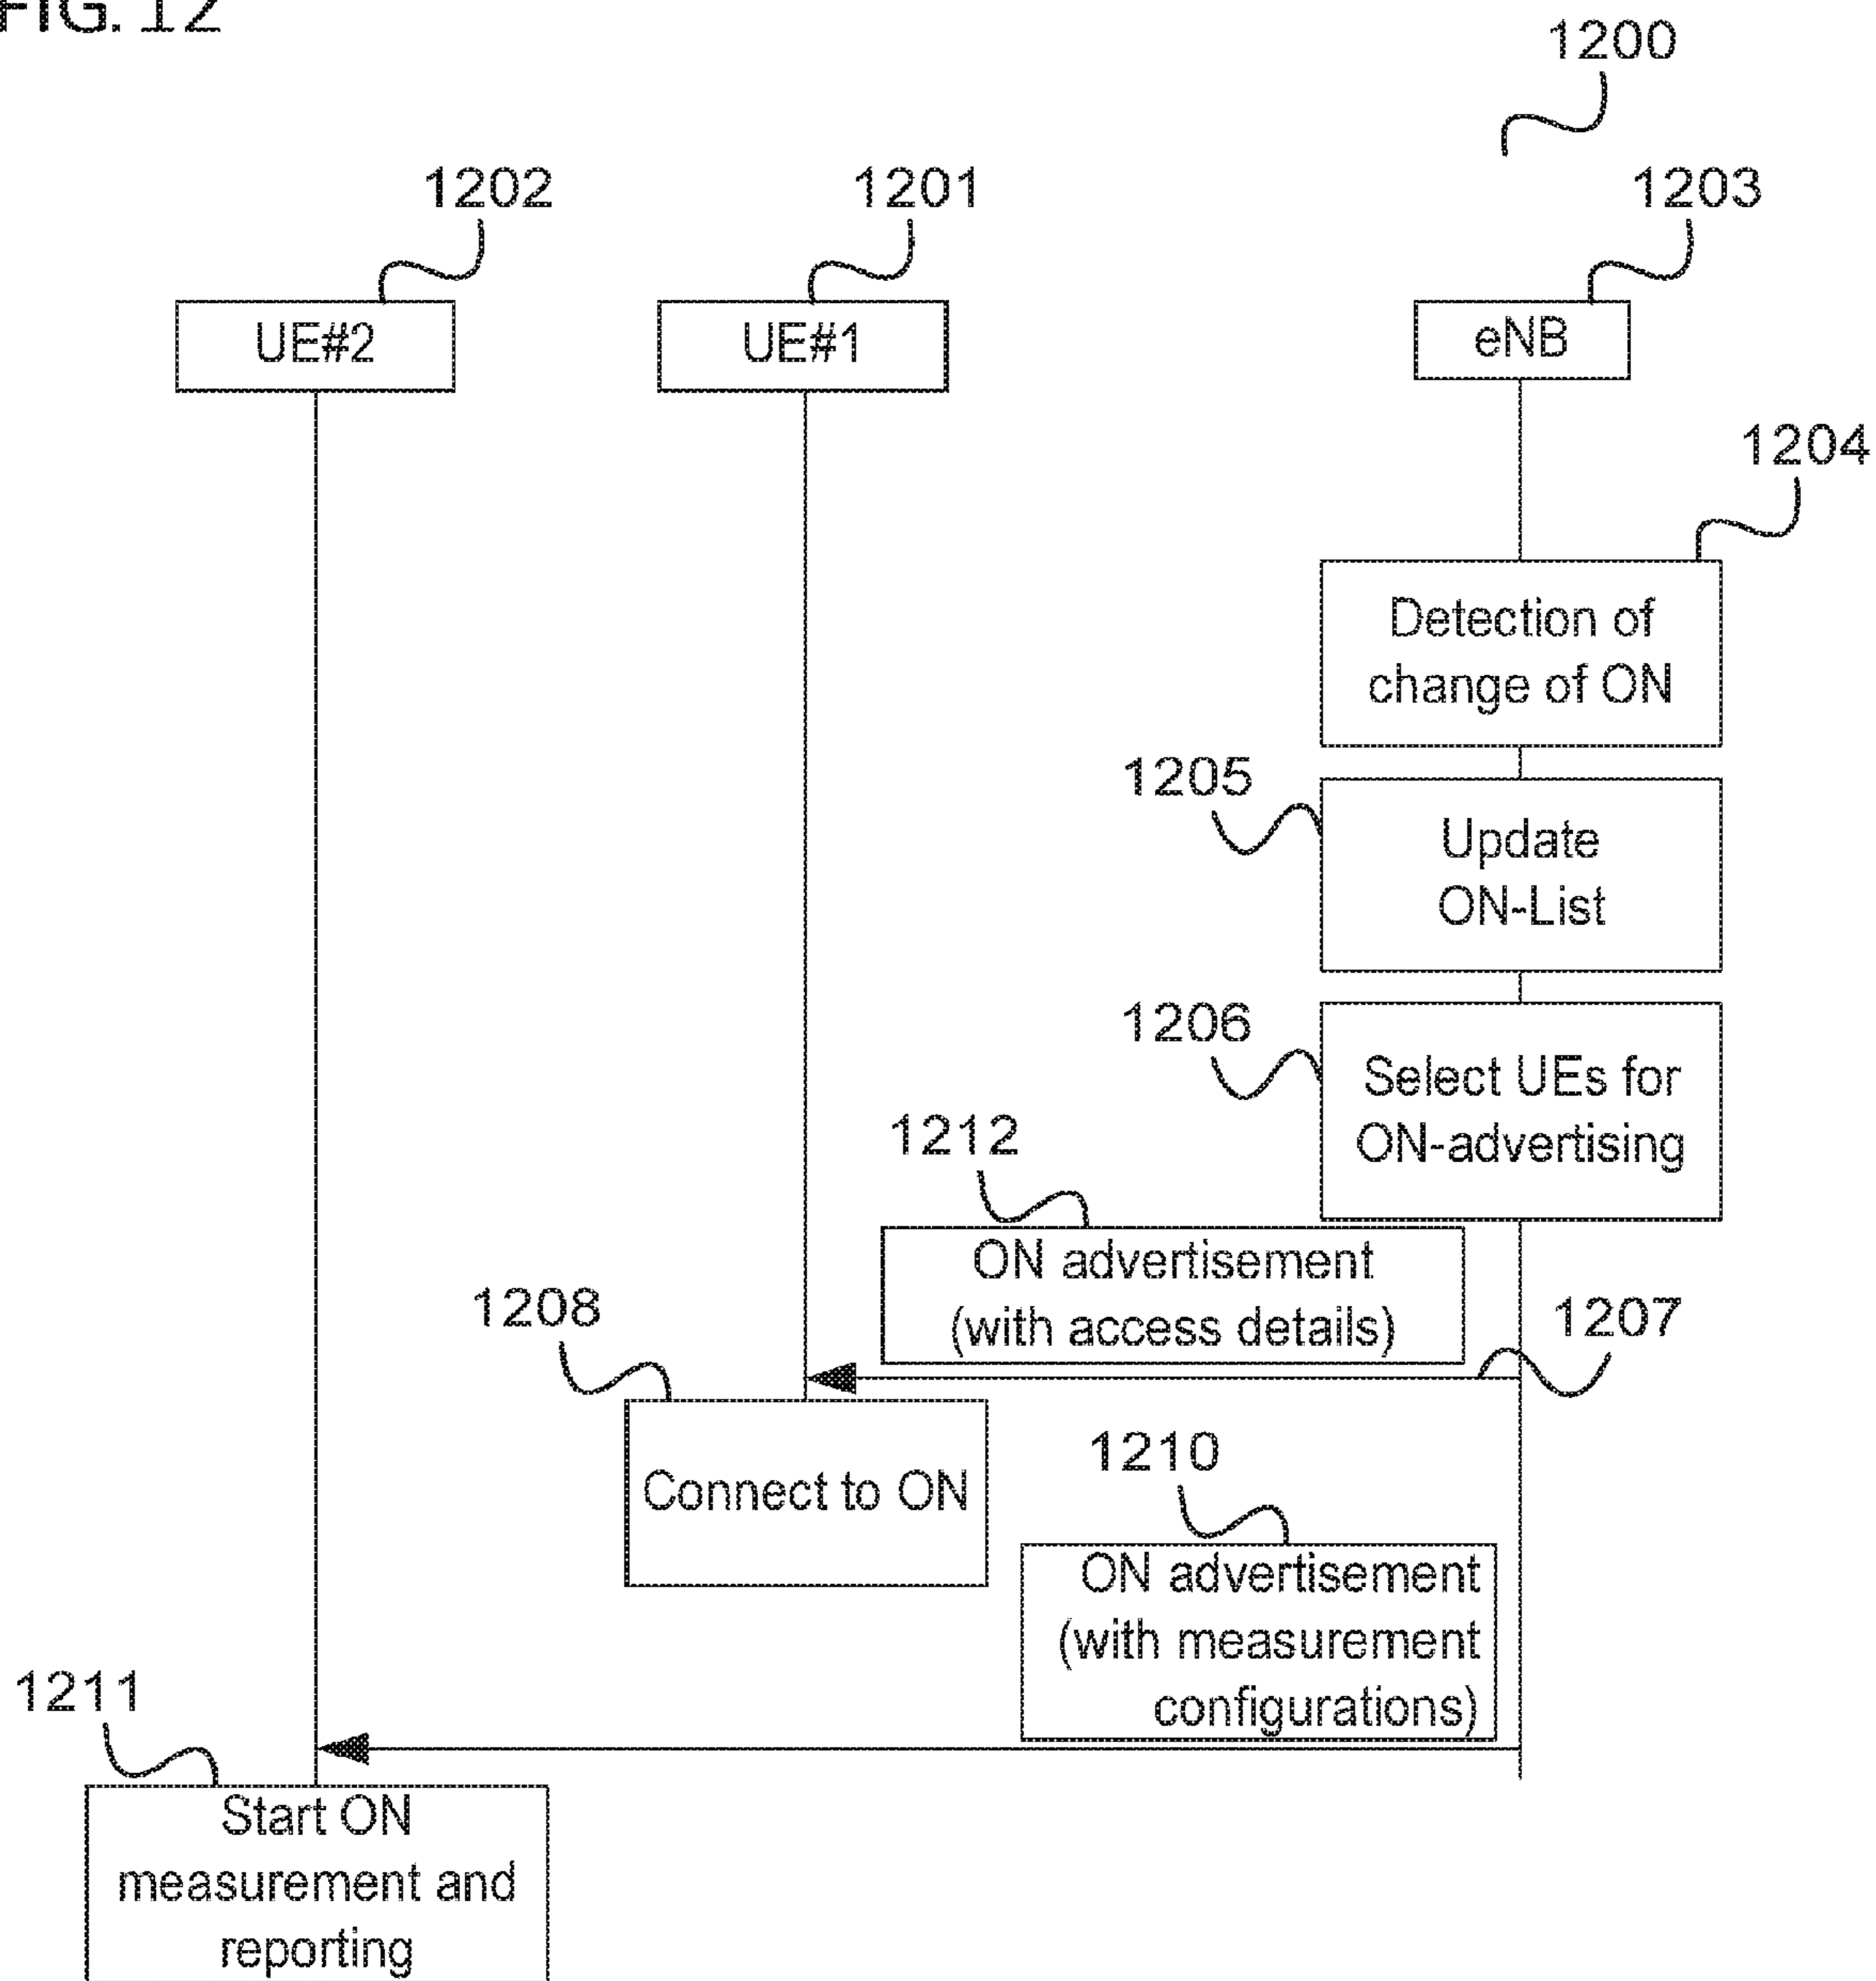 FIG. 12
1200
1202
1201
1203
UE#2
UE#1
eNB
1204
Detection of
change of ON
1205
Update
ON-List
1206
Select UEs for
ON-advertising
1212
ON advertisement
(with access details)
1207
1208
Connect to ON
1210
ON advertisement
(with measurement
configurations)
1211
Start ON
measurement and
reporting